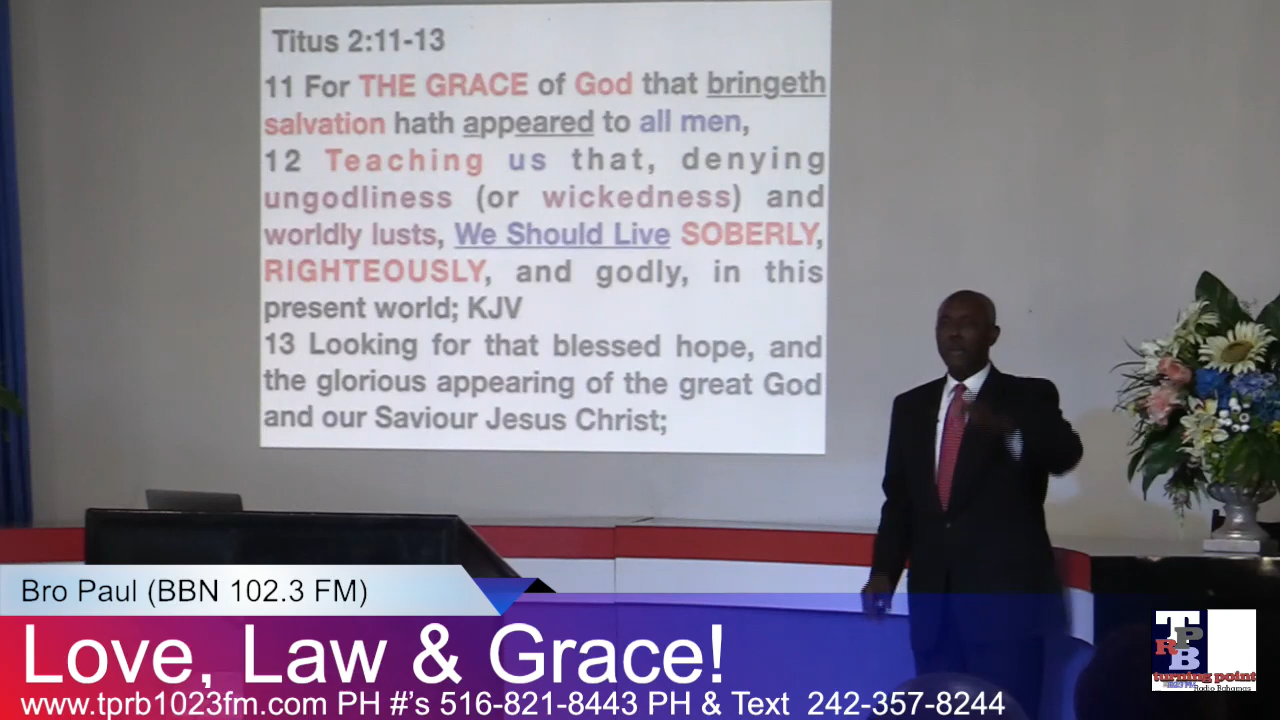 Titus 2:11-13
11 For THE GRACE of God that bringeth
salvation hath appeared to all men,
12 Teaching us that, denying
ungodliness (or wickedness) and
worldly lusts, We Should Live SOBERLY,
RIGHTEOUSLY, and godly, in this
present world; KJV
13 Looking for that blessed hope, and
the glorious appearing of the great God
and our Saviour Jesus Christ;
Bro Paul (BBN 102.3 FM)
Love, Law & Grace!
www.tprb1023fm.com PH #'s 516-821-8443 PH & Text 242-357-8244
TPRB
turning point
Radio Bahamas